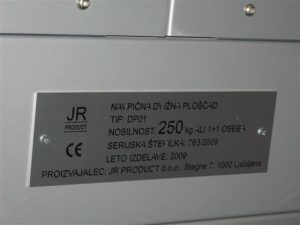 JR
PRODUCT
CE
NAVPIČNA DVIŽNA PLOŠČAD
TIP: DP01
NOSILNOST: 250 kg ALI 1+1 OSEBA
SERIJSKA ŠTEVILKA: 783/2009
LETO IZDELAVE: 2009
PROIZVAJALEC: JR PRODUCT d.o.o. Stegne 7, 1000 Ljubljana